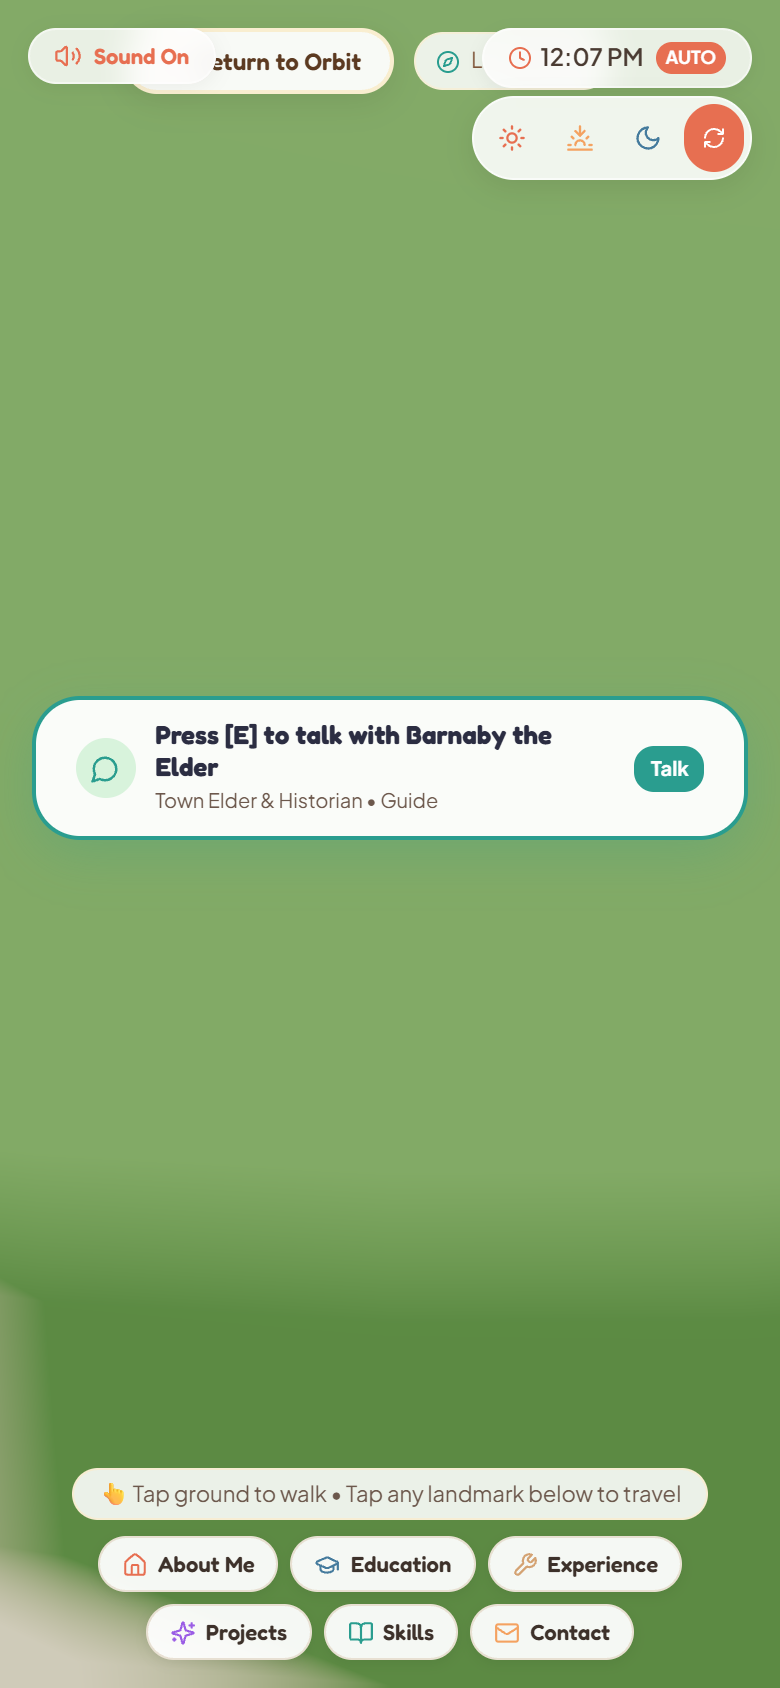 Sound On
eturn to Orbit
L
12:07 PM
AUTO
Press [E] to talk with Barnaby the
Elder
Town Elder & Historian • Guide
Talk
Tap ground to walk • Tap any landmark below to travel
About Me
Education
Experience
Projects
Skills
Contact